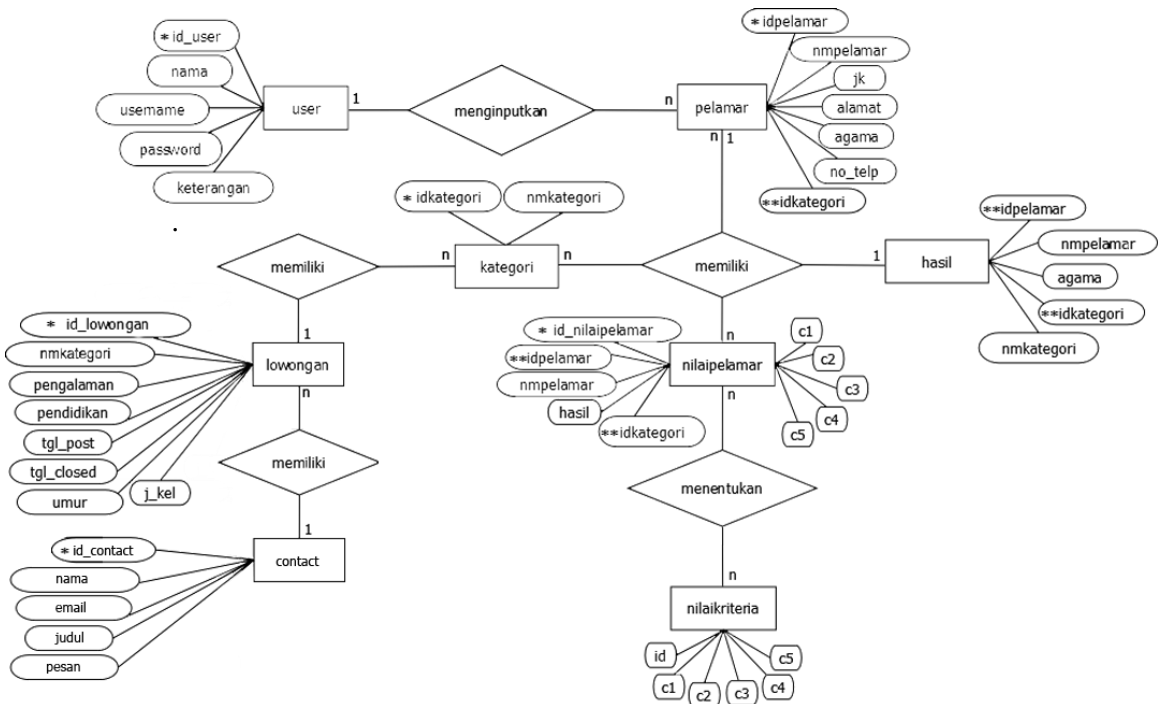 * id_user
nama
username
password
keterangan
user
1
menginputkan
n
pelamar
* idpelamar
nmpelamar
jk
alamat
agama
no_telp
**idkategori
n
1
* idkategori
nmkategori
memiliki
n
kategori
n
memiliki
1
hasil
**idpelamar
nmpelamar
agama
**idkategori
nmkategori
1
* id_lowongan
nmkategori
pengalaman
pendidikan
tgl_post
tgl_closed
umur
j_kel
lowongan
n
memiliki
1
n
* id_nilaipelamar
**idpelamar
nmpelamar
hasil
**idkategori
nilaipelamar
c1
c2
c3
c4
c5
n
menentukan
n
* id_contact
nama
email
judul
pesan
contact
nilaikriteria
id
c1
c2
c3
c4
c5